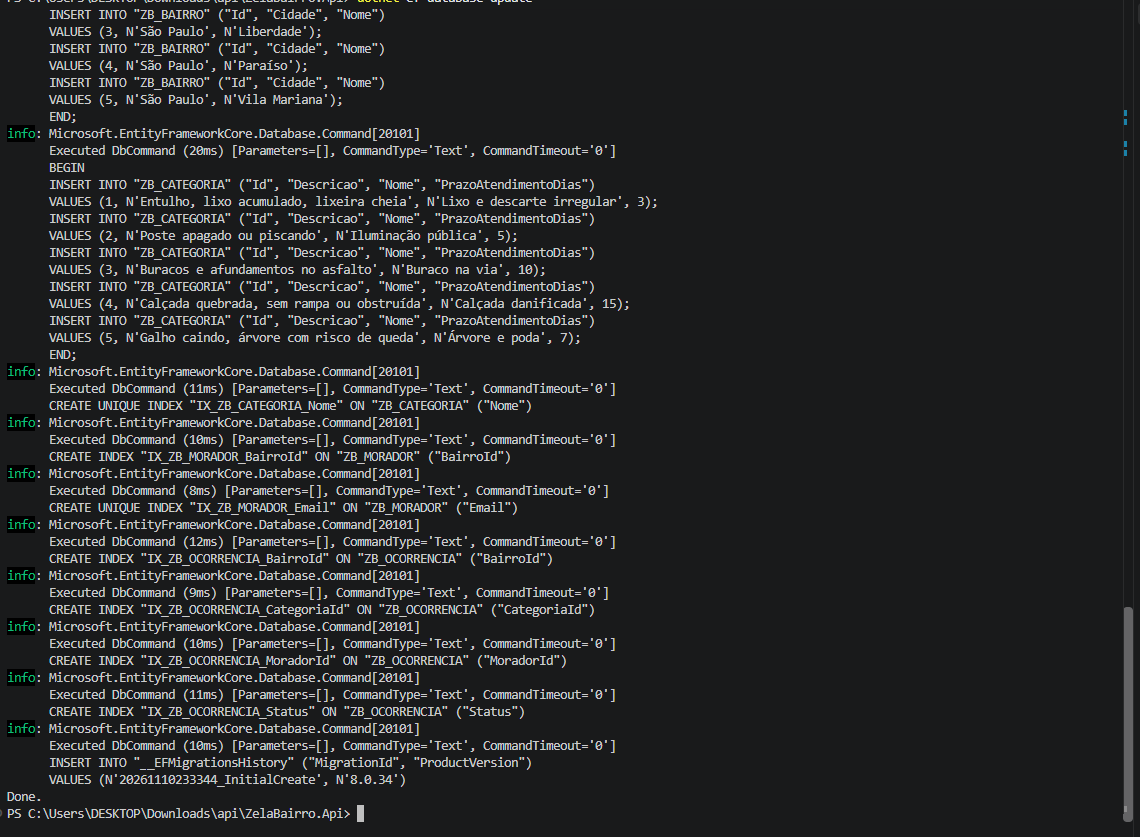 PS C:\Users\DESKTOP\Downloads\api\ZelaBairro.Api> dotnet ef database update
INSERT INTO "ZB_BAIRRO" ("Id", "Cidade", "Nome")
VALUES (3, N'São Paulo', N'Liberdade');
INSERT INTO "ZB_BAIRRO" ("Id", "Cidade", "Nome")
VALUES (4, N'São Paulo', N'Paraíso');
INSERT INTO "ZB_BAIRRO" ("Id", "Cidade", "Nome")
VALUES (5, N'São Paulo', N'Vila Mariana');
END;
info: Microsoft.EntityFrameworkCore.Database.Command[20101]
Executed DbCommand (20ms) [Parameters=[], CommandType='Text', CommandTimeout='0']
BEGIN
INSERT INTO "ZB_CATEGORIA" ("Id", "Descricao", "Nome", "PrazoAtendimentoDias")
VALUES (1, N'Entulho, lixo acumulado, lixeira cheia', N'Lixo e descarte irregular', 3);
INSERT INTO "ZB_CATEGORIA" ("Id", "Descricao", "Nome", "PrazoAtendimentoDias")
VALUES (2, N'Poste apagado ou piscando', N'Iluminação pública', 5);
INSERT INTO "ZB_CATEGORIA" ("Id", "Descricao", "Nome", "PrazoAtendimentoDias")
VALUES (3, N'Buracos e afundamentos no asfalto', N'Buraco na via', 10);
INSERT INTO "ZB_CATEGORIA" ("Id", "Descricao", "Nome", "PrazoAtendimentoDias")
VALUES (4, N'Calçada quebrada, sem rampa ou obstruída', N'Calçada danificada', 15);
INSERT INTO "ZB_CATEGORIA" ("Id", "Descricao", "Nome", "PrazoAtendimentoDias")
VALUES (5, N'Galho caindo, árvore com risco de queda', N'Árvore e poda', 7);
END;
info: Microsoft.EntityFrameworkCore.Database.Command[20101]
Executed DbCommand (11ms) [Parameters=[], CommandType='Text', CommandTimeout='0']
CREATE UNIQUE INDEX "IX_ZB_CATEGORIA_Nome" ON "ZB_CATEGORIA" ("Nome")
info: Microsoft.EntityFrameworkCore.Database.Command[20101]
Executed DbCommand (10ms) [Parameters=[], CommandType='Text', CommandTimeout='0']
CREATE INDEX "IX_ZB_MORADOR_BairroId" ON "ZB_MORADOR" ("BairroId")
info: Microsoft.EntityFrameworkCore.Database.Command[20101]
Executed DbCommand (8ms) [Parameters=[], CommandType='Text', CommandTimeout='0']
CREATE UNIQUE INDEX "IX_ZB_MORADOR_Email" ON "ZB_MORADOR" ("Email")
info: Microsoft.EntityFrameworkCore.Database.Command[20101]
Executed DbCommand (12ms) [Parameters=[], CommandType='Text', CommandTimeout='0']
CREATE INDEX "IX_ZB_OCORRENCIA_BairroId" ON "ZB_OCORRENCIA" ("BairroId")
info: Microsoft.EntityFrameworkCore.Database.Command[20101]
Executed DbCommand (9ms) [Parameters=[], CommandType='Text', CommandTimeout='0']
CREATE INDEX "IX_ZB_OCORRENCIA_CategoriaId" ON "ZB_OCORRENCIA" ("CategoriaId")
info: Microsoft.EntityFrameworkCore.Database.Command[20101]
Executed DbCommand (10ms) [Parameters=[], CommandType='Text', CommandTimeout='0']
CREATE INDEX "IX_ZB_OCORRENCIA_MoradorId" ON "ZB_OCORRENCIA" ("MoradorId")
info: Microsoft.EntityFrameworkCore.Database.Command[20101]
Executed DbCommand (11ms) [Parameters=[], CommandType='Text', CommandTimeout='0']
CREATE INDEX "IX_ZB_OCORRENCIA_Status" ON "ZB_OCORRENCIA" ("Status")
info: Microsoft.EntityFrameworkCore.Database.Command[20101]
Executed DbCommand (10ms) [Parameters=[], CommandType='Text', CommandTimeout='0']
INSERT INTO "__EFMigrationsHistory" ("MigrationId", "ProductVersion")
VALUES (N'20261110233344_InitialCreate', N'8.0.34')
Done.
PS C:\Users\DESKTOP\Downloads\api\ZelaBairro.Api>